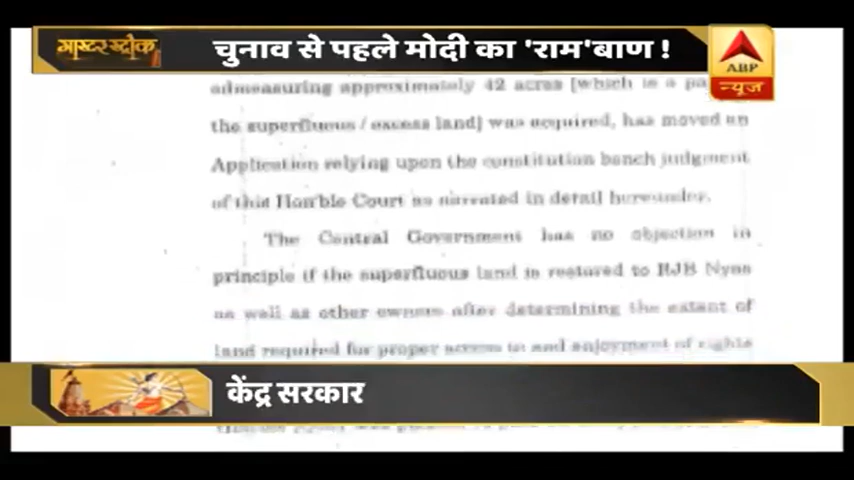 मास्टरस्ट्रोक
चुनाव से पहले मोदी का 'राम'बाण !
ABP
न्यूज़
admeasuring approximately 42 acres [which is a
the superfluous / excess land] was acquired, has moved an
Application relying upon the constitution bench judgment
of this Hon'ble Court as narrated in detail hereunder.
The Central Government has no objection in
principle if the superfluous land is restored to RJB Nyas
as well as other owners after determining the extent of
land required for proper access to and enjoyment of rights
केंद्र सरकार